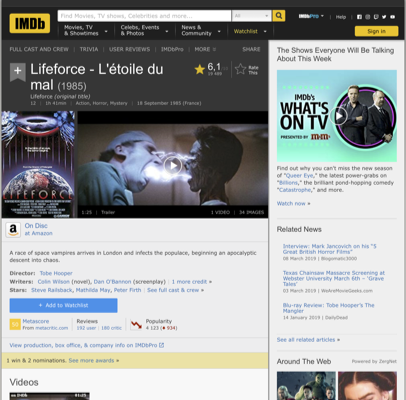 IMDb
Find Movies, TV shows, Celebrities and more...
All
IMDbPro
Help
Movies, TV
& Showtimes
Celebs, Events
& Photos
News &
Community
Watchlist
Sign in
FULL CAST AND CREW | TRIVIA | USER REVIEWS | IMDbPro | MORE
SHARE
Lifeforce - L'étoile du
mal (1985)
Lifeforce (original title)
12 | 1h 41min | Action, Horror, Mystery | 18 September 1985 (France)
6,1
Rate
This
LIFEFORCE
1:25 | Trailer
1 VIDEO | 34 IMAGES
On Disc
at Amazon
A race of space vampires arrives in London and infects the populace, beginning an apocalyptic
descent into chaos.
Director: Tobe Hooper
Writers: Colin Wilson (novel), Dan O'Bannon (screenplay) | 1 more credit »
Stars: Steve Railsback, Mathilda May, Peter Firth | See full cast & crew »
+ Add to Watchlist
Metascore
From metacritic.com
Reviews
192 user | 180 critic
Popularity
4 123 (934)
View production, box office, & company info on IMDbPro
1 win & 2 nominations. See more awards »
Videos
The Shows Everyone Will Be Talking
About This Week
IMDb's
WHAT'S
ON TV
PRESENTED BY m&m's
Find out why you can't miss the new season
of "Queer Eye," the latest power-grabs on
"Billions," the brilliant pond-hopping comedy
"Catastrophe," and more.
Watch now »
Related News
Interview: Mark Jancovich on his "5
Great British Horror Films"
08 March 2019 | Blogomatic3000
Texas Chainsaw Massacre Screening at
Webster University March 6th – 'Grave
Tales'
03 March 2019 | WeAreMovieGeeks.com
Blu-ray Review: Tobe Hooper's The
Mangler
14 January 2019 | DailyDead
See all related articles »
Around The Web
Powered by ZergNet